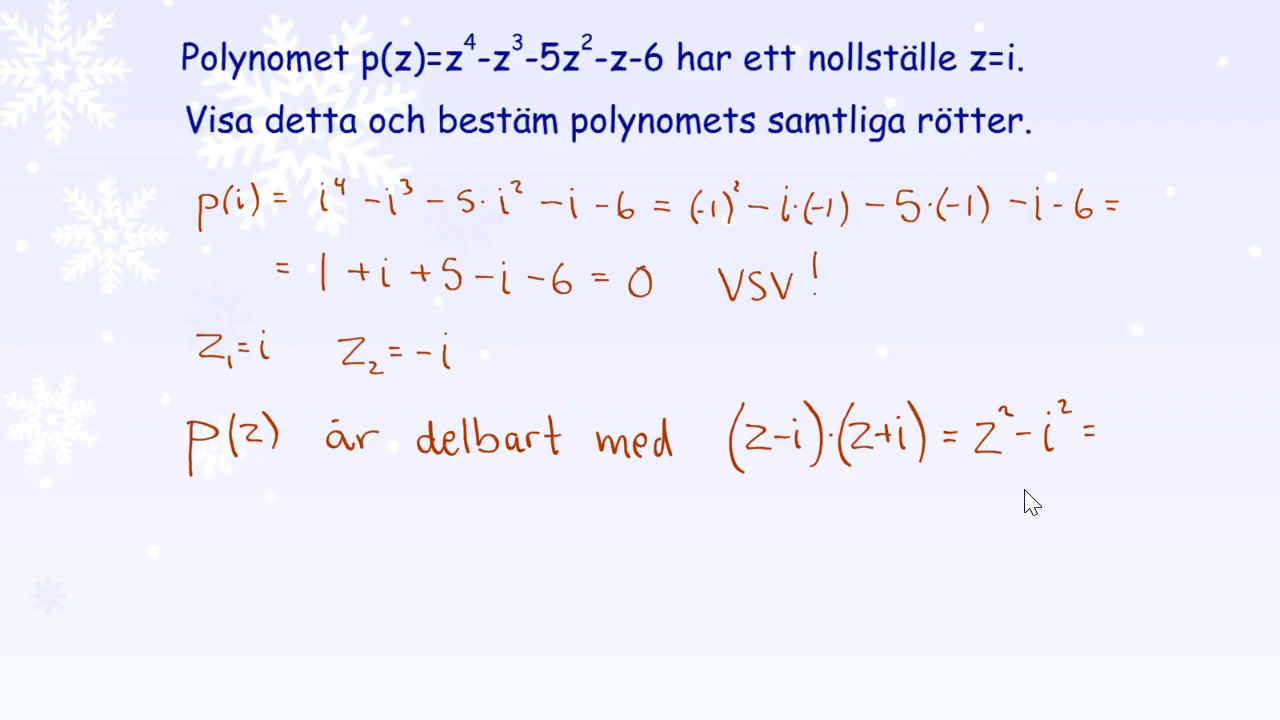 Polynomet p(z)=z⁴-z³-5z²-z-6 har ett nollställe z=i.
Visa detta och bestäm polynomets samtliga rötter.
p(i) = i⁴ - i³ - 5·i² - i - 6 = (-1)² - i·(-1) - 5·(-1) - i - 6 =
= 1 + i + 5 - i - 6 = 0 VSV!
z₁ = i z₂ = -i
p(z) är delbart med (z-i)·(z+i) = z² - i² =